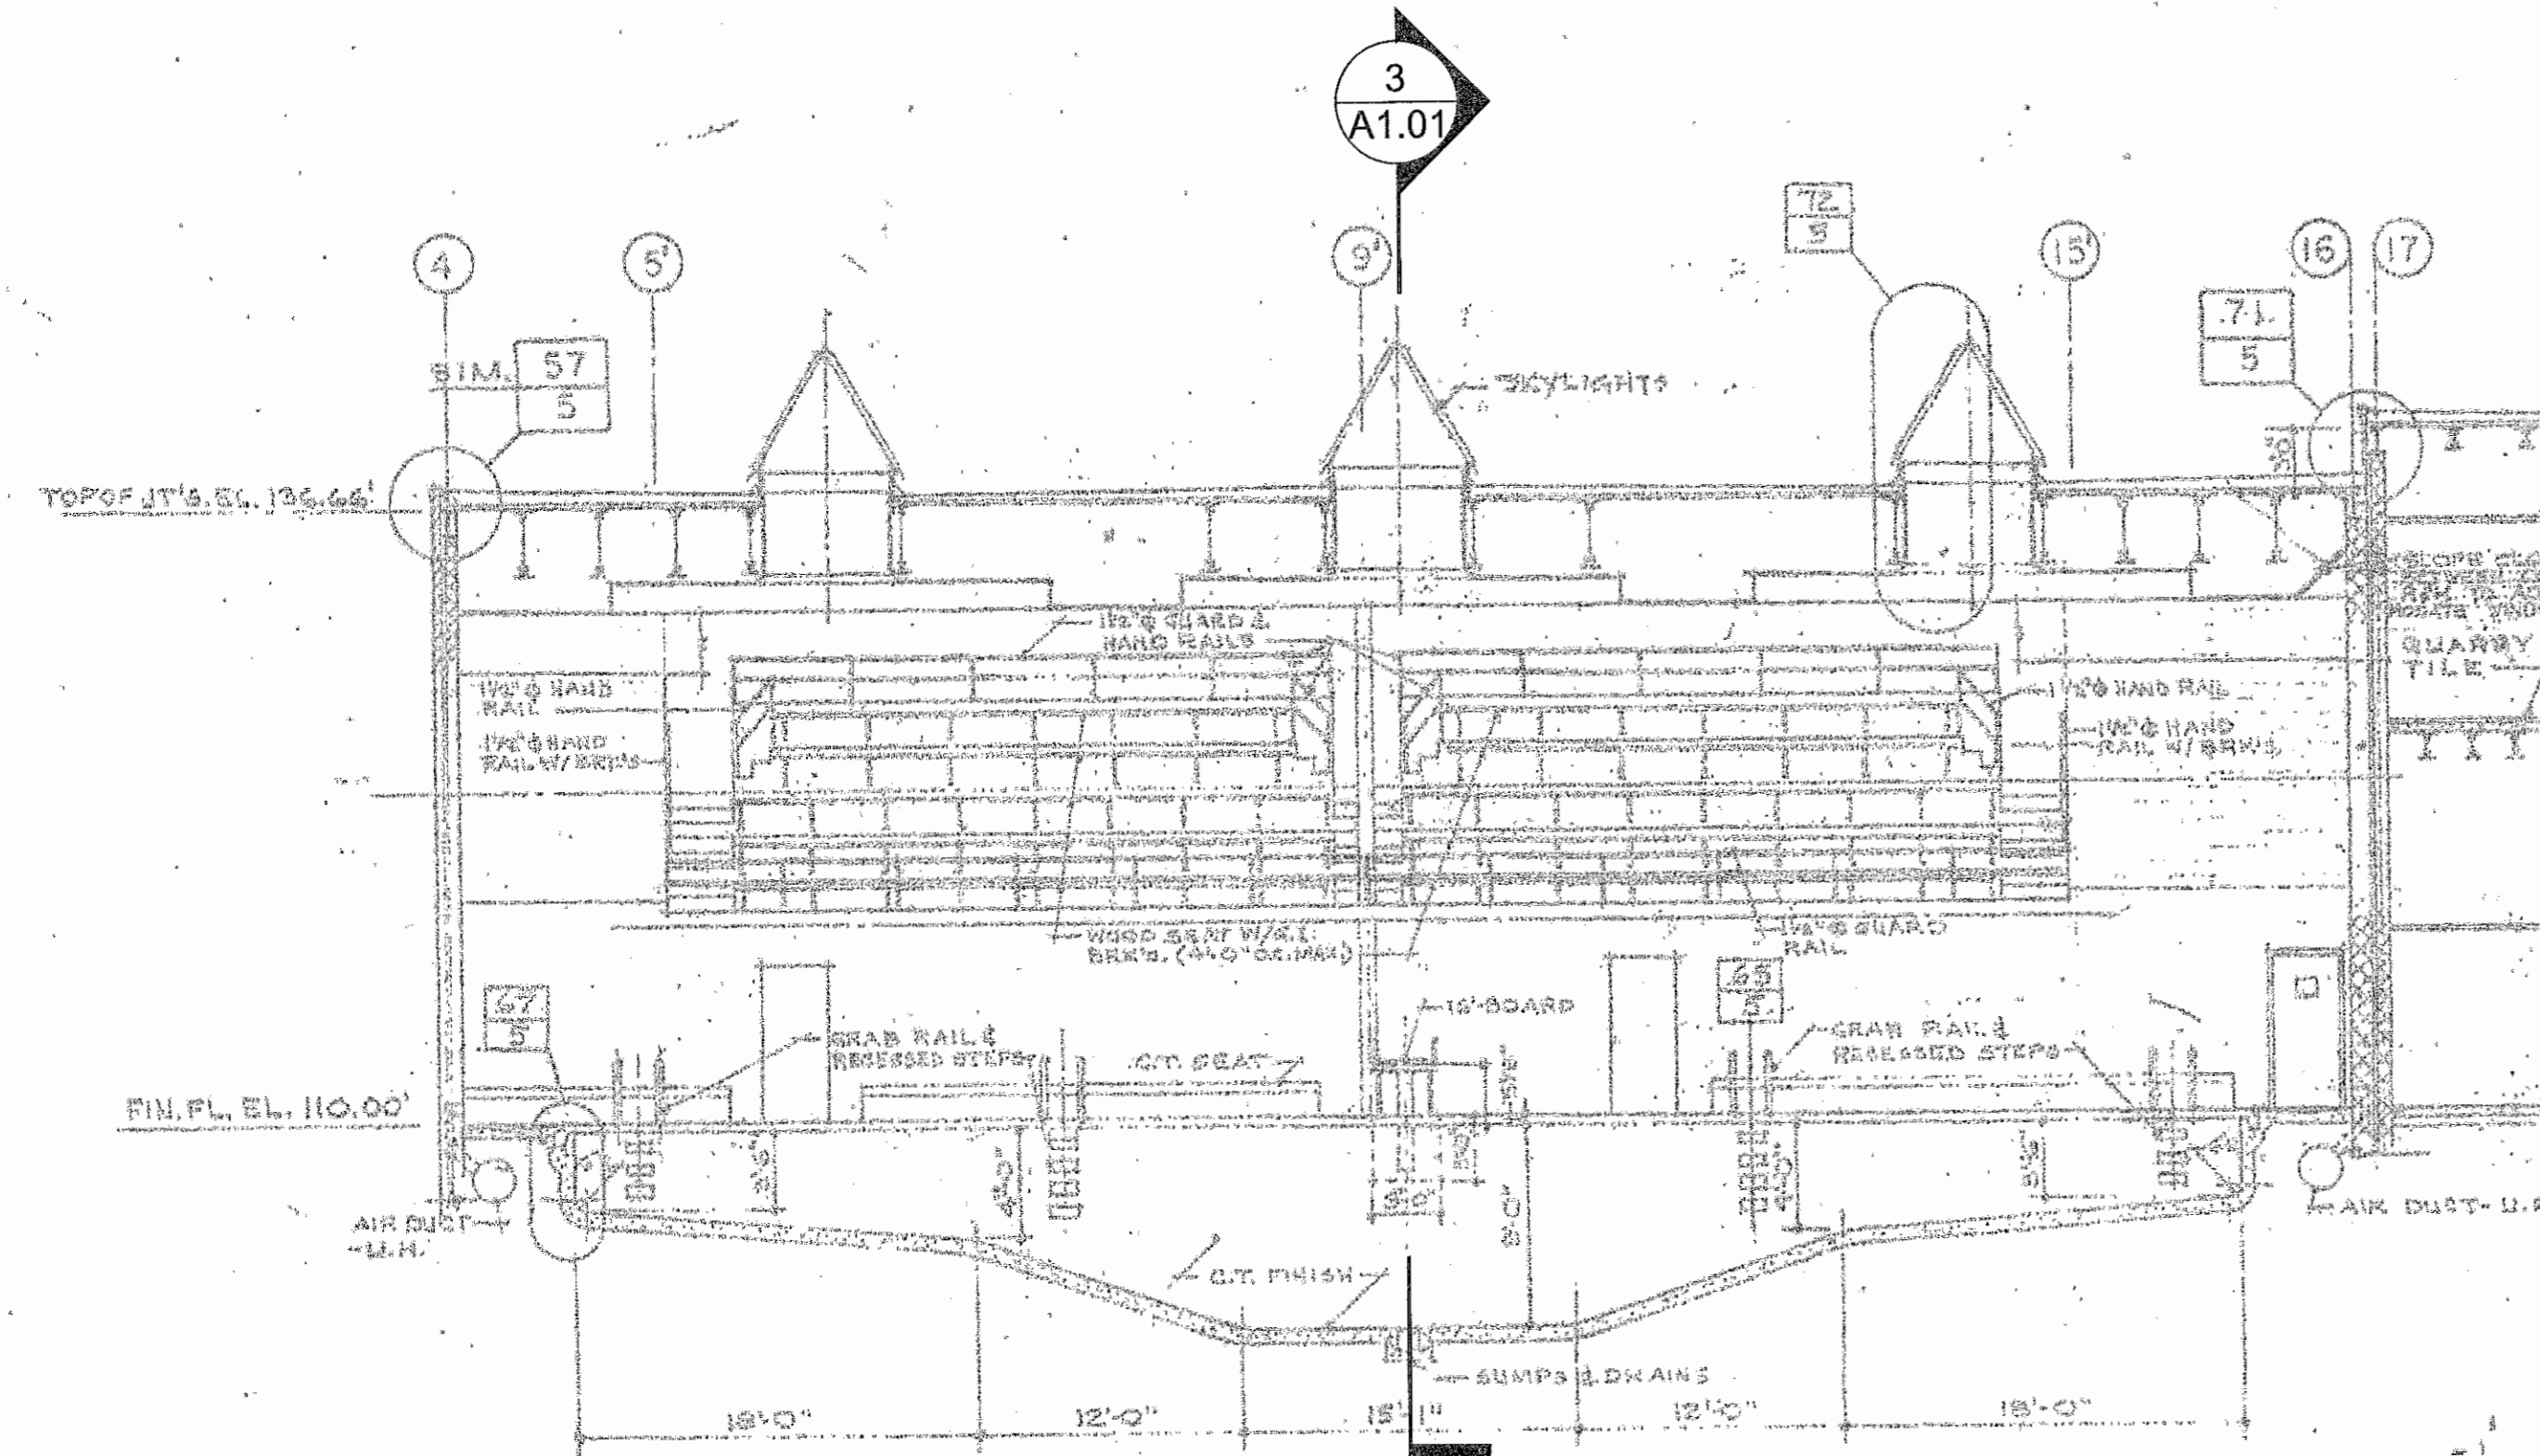 3
A1.01
72
5
4
5'
9'
15'
16
17
SIM.
57
5
71
5
SKYLIGHTS
TOP OF JT'S. EL. 136.66'
1½"Φ GUARD &
HAND RAILS
QUARRY
TILE
1½"Φ HAND
RAIL
1½"Φ HAND RAIL
1½"Φ HAND
RAIL W/ BRK'S
1½"Φ HAND
RAIL W/ BRK'S
WOOD SEAT W/
BRK'S. (4'-0" O.C. MAX)
1½"Φ GUARD
RAIL
67
5
5
GRAB RAIL &
RECESSED STEPS
C.T. SEAT
16' BOARD
GRAB RAIL &
RECESSED STEPS
FIN. FL. EL. 110.00'
3'-0"
AIR DUCT
-U.H.
AIR DUCT-
C.T. FINISH
SUMPS & DRAINS
18'-0"
12'-0"
15'-1"
12'-0"
18'-0"